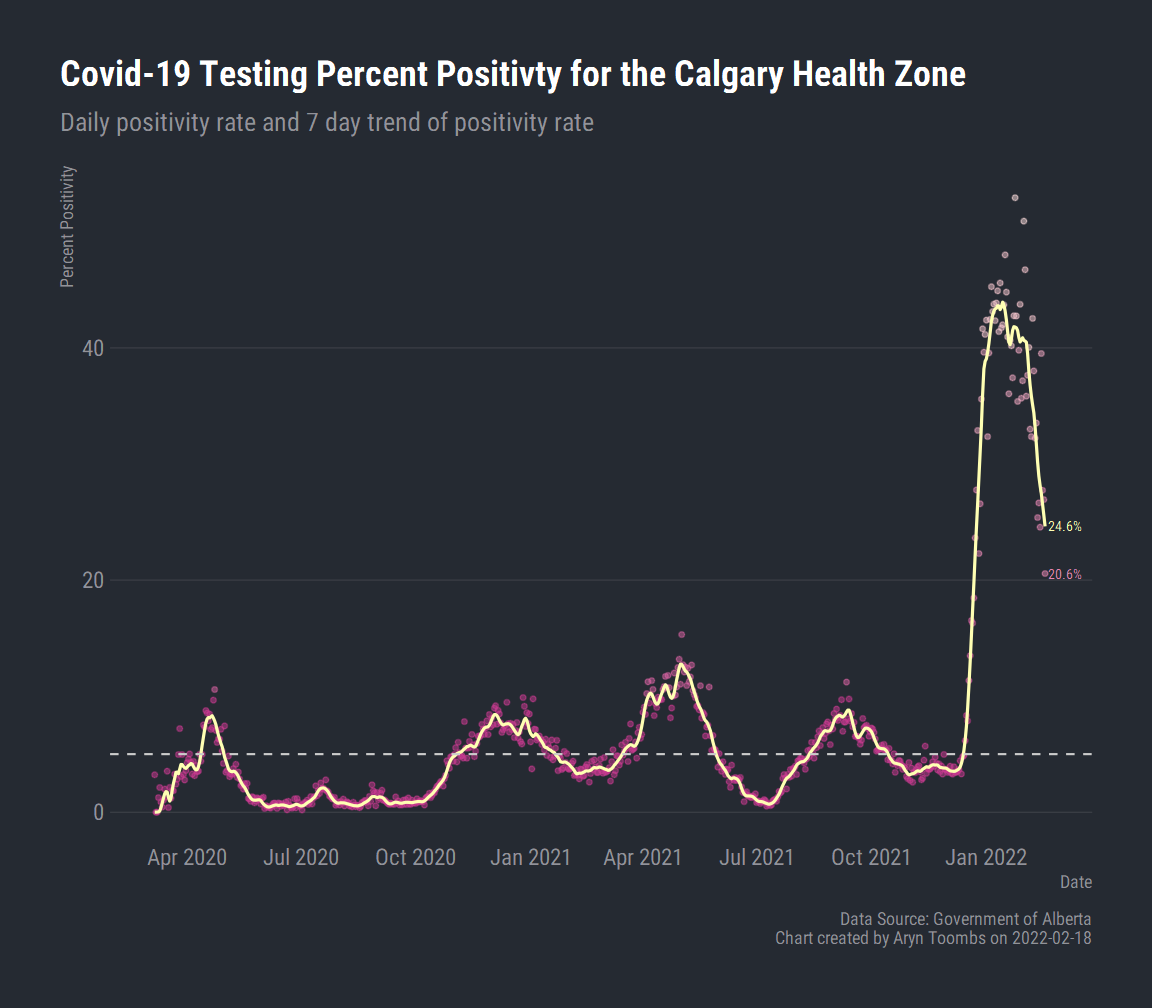 Covid-19 Testing Percent Positivty for the Calgary Health Zone
Daily positivity rate and 7 day trend of positivity rate
Percent Positivity
40
24.6%
20.6%
20
0
Apr 2020 Jul 2020 Oct 2020 Jan 2021 Apr 2021 Jul 2021 Oct 2021 Jan 2022
Date
Data Source: Government of Alberta
Chart created by Aryn Toombs on 2022-02-18